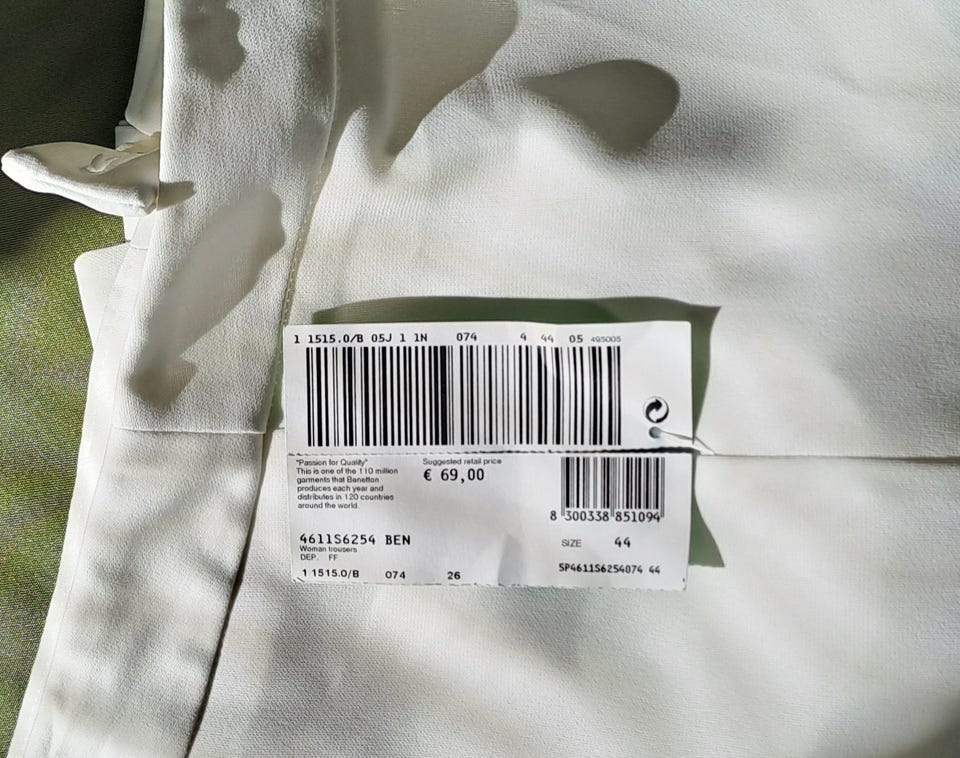 1 1515.0/B 05J 1 1N 074 4 44 05 495005
"Passion for Quality"
This is one of the 110 million
garments that Benetton
produces each year and
distributes in 120 countries
around the world.
Suggested retail price
€ 69,00
8 300338 851094
4611S6254 BEN
Woman trousers
DEP. FF
SIZE 44
1 1515.0/B 074 26
SP4611S6254074 44